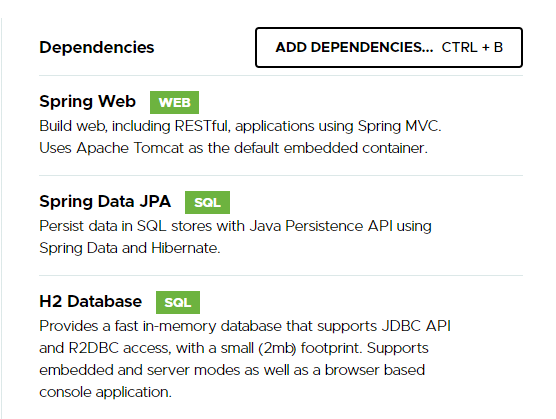 Dependencies
ADD DEPENDENCIES... CTRL + B
Spring Web WEB
Build web, including RESTful, applications using Spring MVC.
Uses Apache Tomcat as the default embedded container.
Spring Data JPA SQL
Persist data in SQL stores with Java Persistence API using
Spring Data and Hibernate.
H2 Database SQL
Provides a fast in-memory database that supports JDBC API
and R2DBC access, with a small (2mb) footprint. Supports
embedded and server modes as well as a browser based
console application.